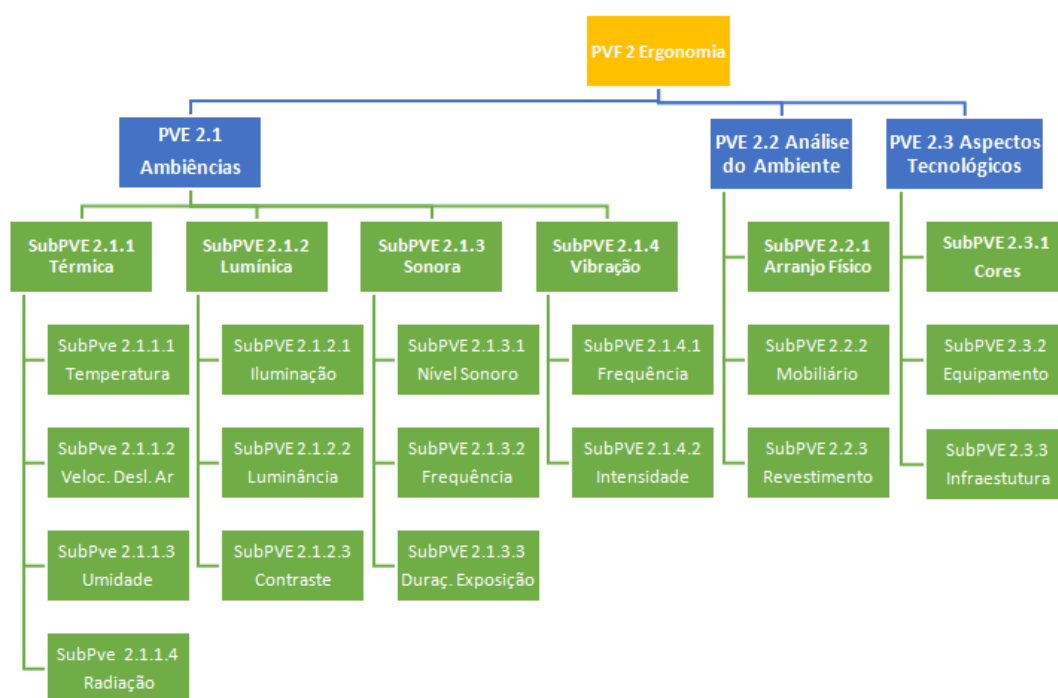 PVF 2 Ergonomia
PVE 2.1
Ambiências
PVE 2.2 Análise
do Ambiente
PVE 2.3 Aspectos
Tecnológicos
SubPVE 2.1.1
Térmica
SubPVE 2.1.2
Lumínica
SubPVE 2.1.3
Sonora
SubPVE 2.1.4
Vibração
SubPVE 2.2.1
Arranjo Físico
SubPVE 2.3.1
Cores
SubPve 2.1.1.1
Temperatura
SubPVE 2.1.2.1
Iluminação
SubPVE 2.1.3.1
Nível Sonoro
SubPVE 2.1.4.1
Frequência
SubPVE 2.2.2
Mobiliário
SubPVE 2.3.2
Equipamento
SubPve 2.1.1.2
Veloc. Desl. Ar
SubPVE 2.1.2.2
Luminância
SubPVE 2.1.3.2
Frequência
SubPVE 2.1.4.2
Intensidade
SubPVE 2.2.3
Revestimento
SubPVE 2.3.3
Infraestutura
SubPve 2.1.1.3
Umidade
SubPVE 2.1.2.3
Contraste
SubPVE 2.1.3.3
Duraç. Exposição
SubPve 2.1.1.4
Radiação